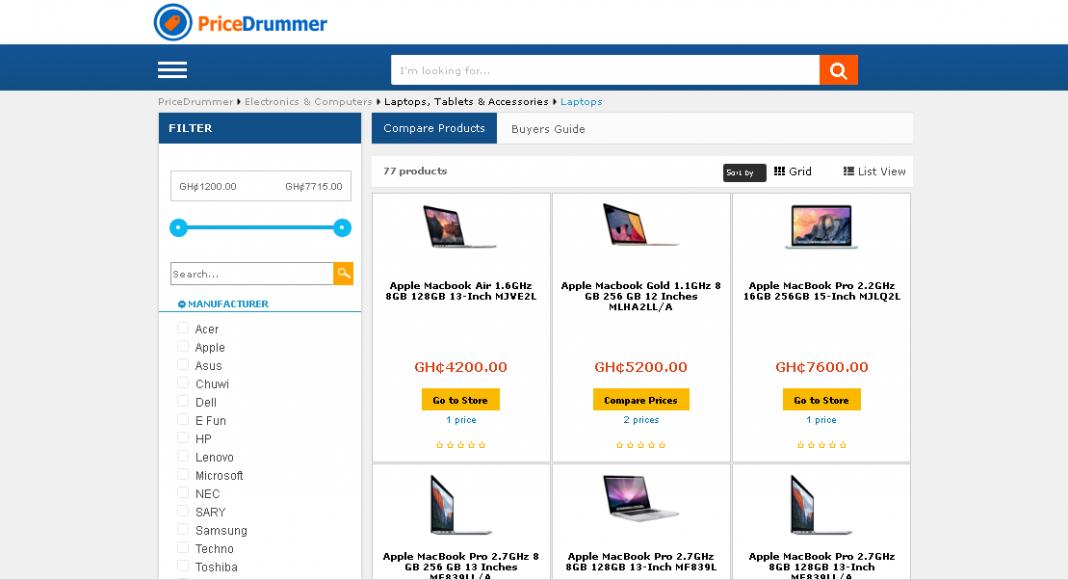 PriceDrummer
I'm looking for...
PriceDrummer Electronics & Computers Laptops, Tablets & Accessories Laptops
FILTER
GH₵1200.00 GH₵7715.00
Search...
MANUFACTURER
Acer
Apple
Asus
Chuwi
Dell
E Fun
HP
Lenovo
Microsoft
NEC
SARY
Samsung
Techno
Toshiba
Compare Products Buyers Guide
77 products Sort by Grid List View
Apple Macbook Air 1.6GHz
8GB 128GB 13-Inch MJVE2L
GH₵4200.00
Go to Store
1 price
Apple Macbook Gold 1.1GHz 8
GB 256 GB 12 Inches
MLHA2LL/A
GH₵5200.00
Compare Prices
2 prices
Apple MacBook Pro 2.2GHz
16GB 256GB 15-Inch MJLQ2L
GH₵7600.00
Go to Store
1 price
Apple MacBook Pro 2.7GHz 8
GB 256 GB 13 Inches
MF839LL/A
Apple MacBook Pro 2.7GHz
8GB 128GB 13-Inch MF839L
Apple MacBook Pro 2.7GHz
8GB 128GB 13-Inch
MF839LL/A